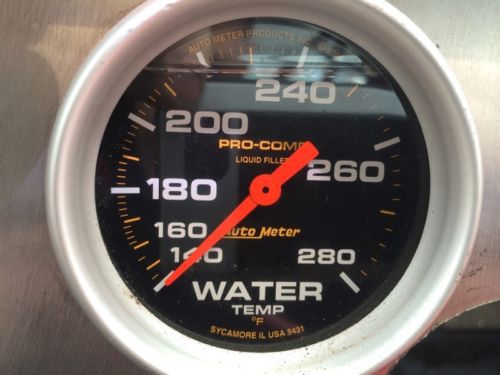 AUTO METER PRODUCTS INC. ©
240
200
PRO-COMP
LIQUID FILLED
260
180
160
Auto Meter
140
280
WATER
TEMP
°F
SYCAMORE IL USA 5431